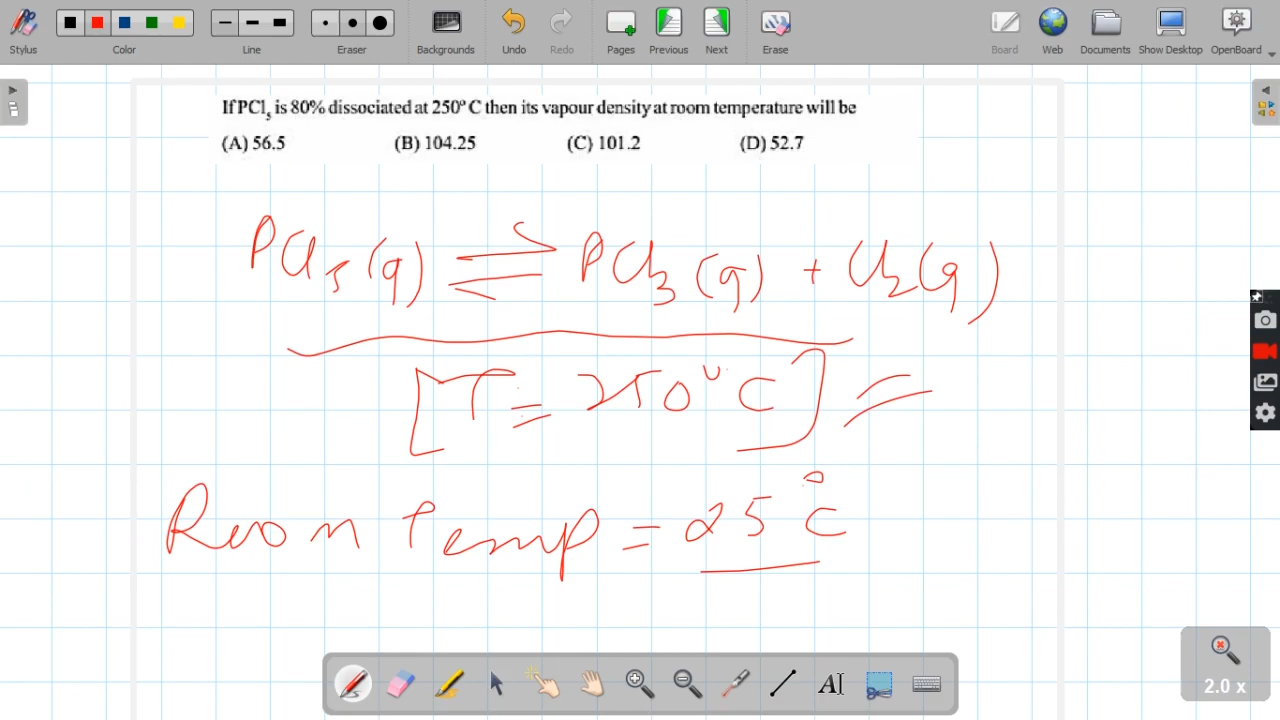 Stylus Color Line Eraser Backgrounds Undo Redo Pages Previous Next Erase Board Web Documents Show Desktop OpenBoard
If PCl₅ is 80% dissociated at 250° C then its vapour density at room temperature will be
(A) 56.5 (B) 104.25 (C) 101.2 (D) 52.7
PCl₅(g) ⇌ PCl₃(g) + Cl₂(g)
[T = 250°C] =
Room temp = 25°C
2.0 x